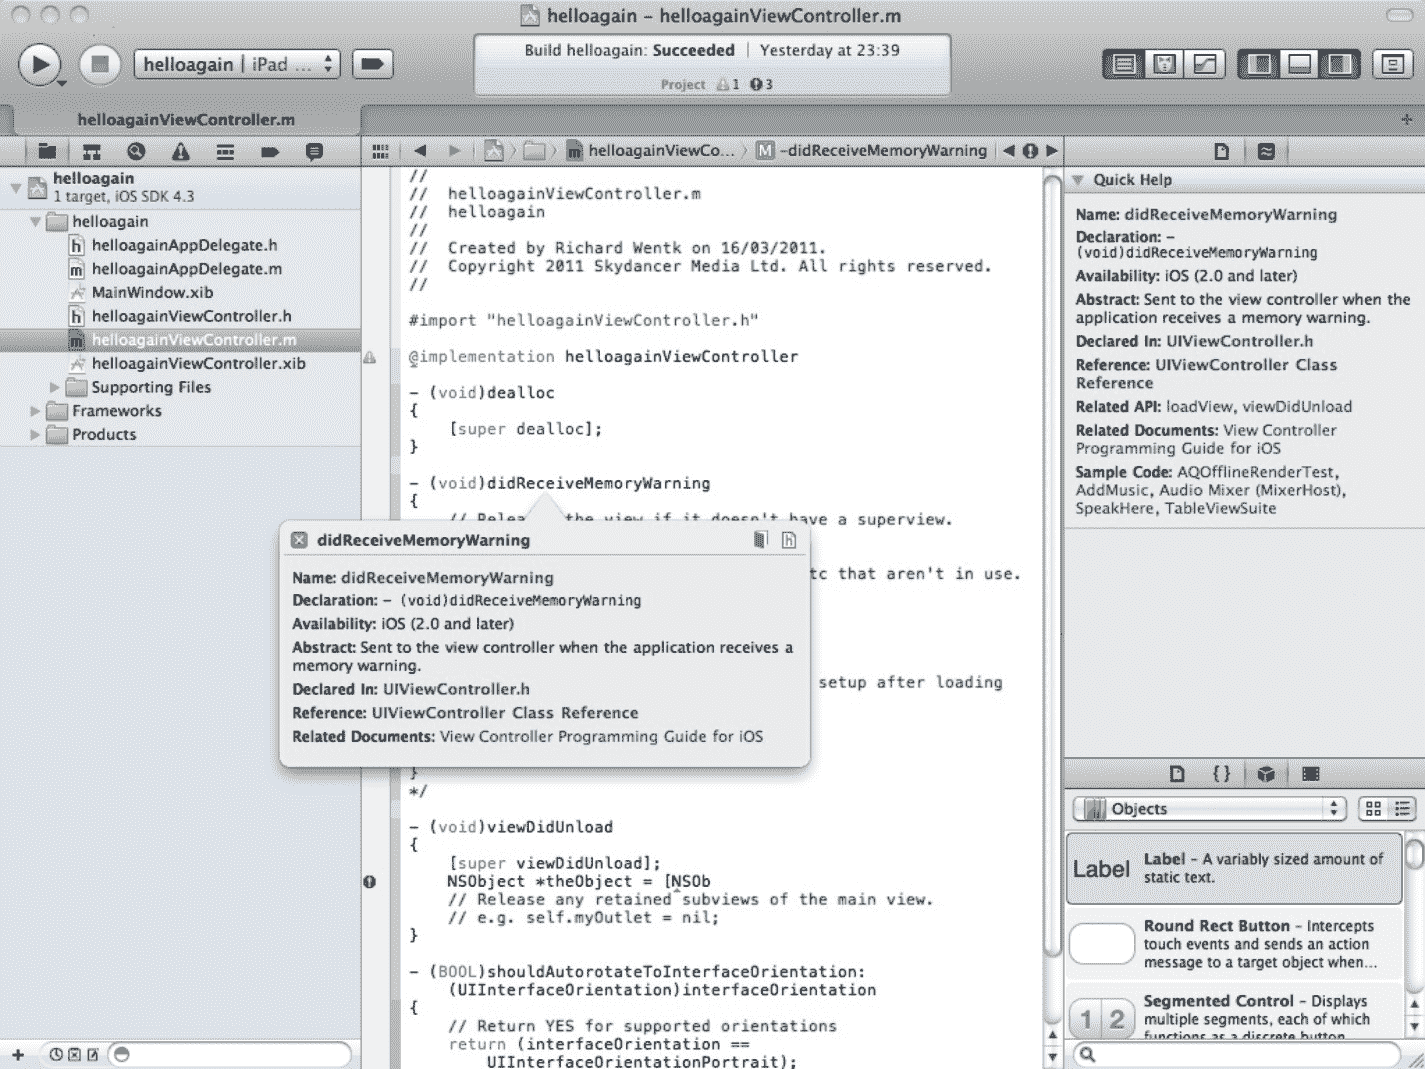 helloagain – helloagainViewController.m
helloagain | iPad ...
Build helloagain: Succeeded | Yesterday at 23:39
Project 1 3
helloagainViewController.m
helloagainViewCo... -didReceiveMemoryWarning
helloagain
1 target, iOS SDK 4.3
helloagain
h helloagainAppDelegate.h
m helloagainAppDelegate.m
MainWindow.xib
h helloagainViewController.h
m helloagainViewController.m
helloagainViewController.xib
Supporting Files
Frameworks
Products
//
//  helloagainViewController.m
//  helloagain
//
//  Created by Richard Wentk on 16/03/2011.
//  Copyright 2011 Skydancer Media Ltd. All rights reserved.
//
#import "helloagainViewController.h"
@implementation helloagainViewController
- (void)dealloc
{
[super dealloc];
}
- (void)didReceiveMemoryWarning
{
// Relea the view if it doesn't have a superview.
tc that aren't in use.
setup after loading
didReceiveMemoryWarning
Name: didReceiveMemoryWarning
Declaration: – (void)didReceiveMemoryWarning
Availability: iOS (2.0 and later)
Abstract: Sent to the view controller when the application receives a
memory warning.
Declared In: UIViewController.h
Reference: UIViewController Class Reference
Related Documents: View Controller Programming Guide for iOS
}
*/
- (void)viewDidUnload
{
[super viewDidUnload];
NSObject *theObject = [NSOb
// Release any retained subviews of the main view.
// e.g. self.myOutlet = nil;
}
- (BOOL)shouldAutorotateToInterfaceOrientation:
(UIInterfaceOrientation)interfaceOrientation
{
// Return YES for supported orientations
return (interfaceOrientation ==
UIInterfaceOrientationPortrait);
Quick Help
Name: didReceiveMemoryWarning
Declaration: –
(void)didReceiveMemoryWarning
Availability: iOS (2.0 and later)
Abstract: Sent to the view controller when the
application receives a memory warning.
Declared In: UIViewController.h
Reference: UIViewController Class
Reference
Related API: loadView, viewDidUnload
Related Documents: View Controller
Programming Guide for iOS
Sample Code: AQOfflineRenderTest,
AddMusic, Audio Mixer (MixerHost),
SpeakHere, TableViewSuite
{}
Objects
Label
Label – A variably sized amount of
static text.
Round Rect Button – Intercepts
touch events and sends an action
message to a target object when...
1 2
Segmented Control – Displays
multiple segments, each of which
functions as a discrete button